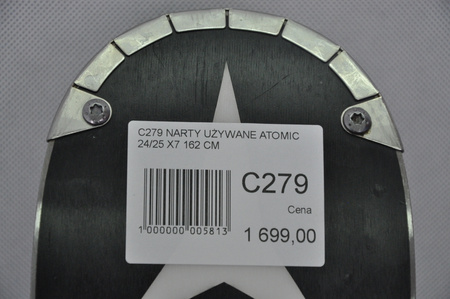 C279 NARTY UZYWANE ATOMIC
24/25 X7 162 CM
C279
Cena
1 000000 005813
1 699,00